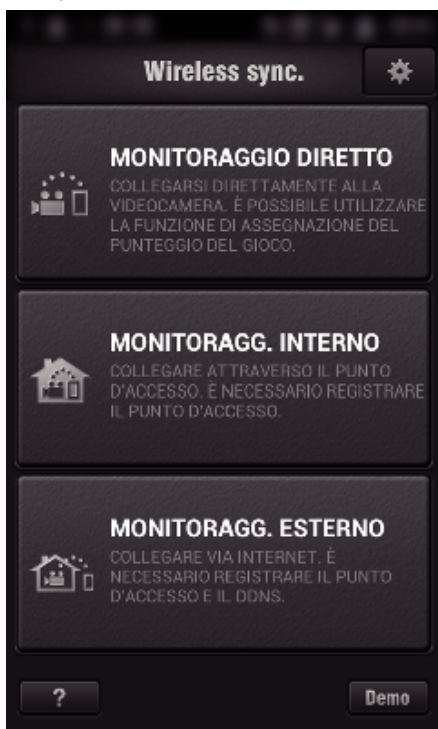 Wireless sync.
MONITORAGGIO DIRETTO
COLLEGARSI DIRETTAMENTE ALLA
VIDEOCAMERA. È POSSIBILE UTILIZZARE
LA FUNZIONE DI ASSEGNAZIONE DEL
PUNTEGGIO DEL GIOCO.
MONITORAGG. INTERNO
COLLEGARE ATTRAVERSO IL PUNTO
D'ACCESSO. È NECESSARIO REGISTRARE
IL PUNTO D'ACCESSO.
MONITORAGG. ESTERNO
COLLEGARE VIA INTERNET. È
NECESSARIO REGISTRARE IL PUNTO
D'ACCESSO E IL DDNS.
?
Demo